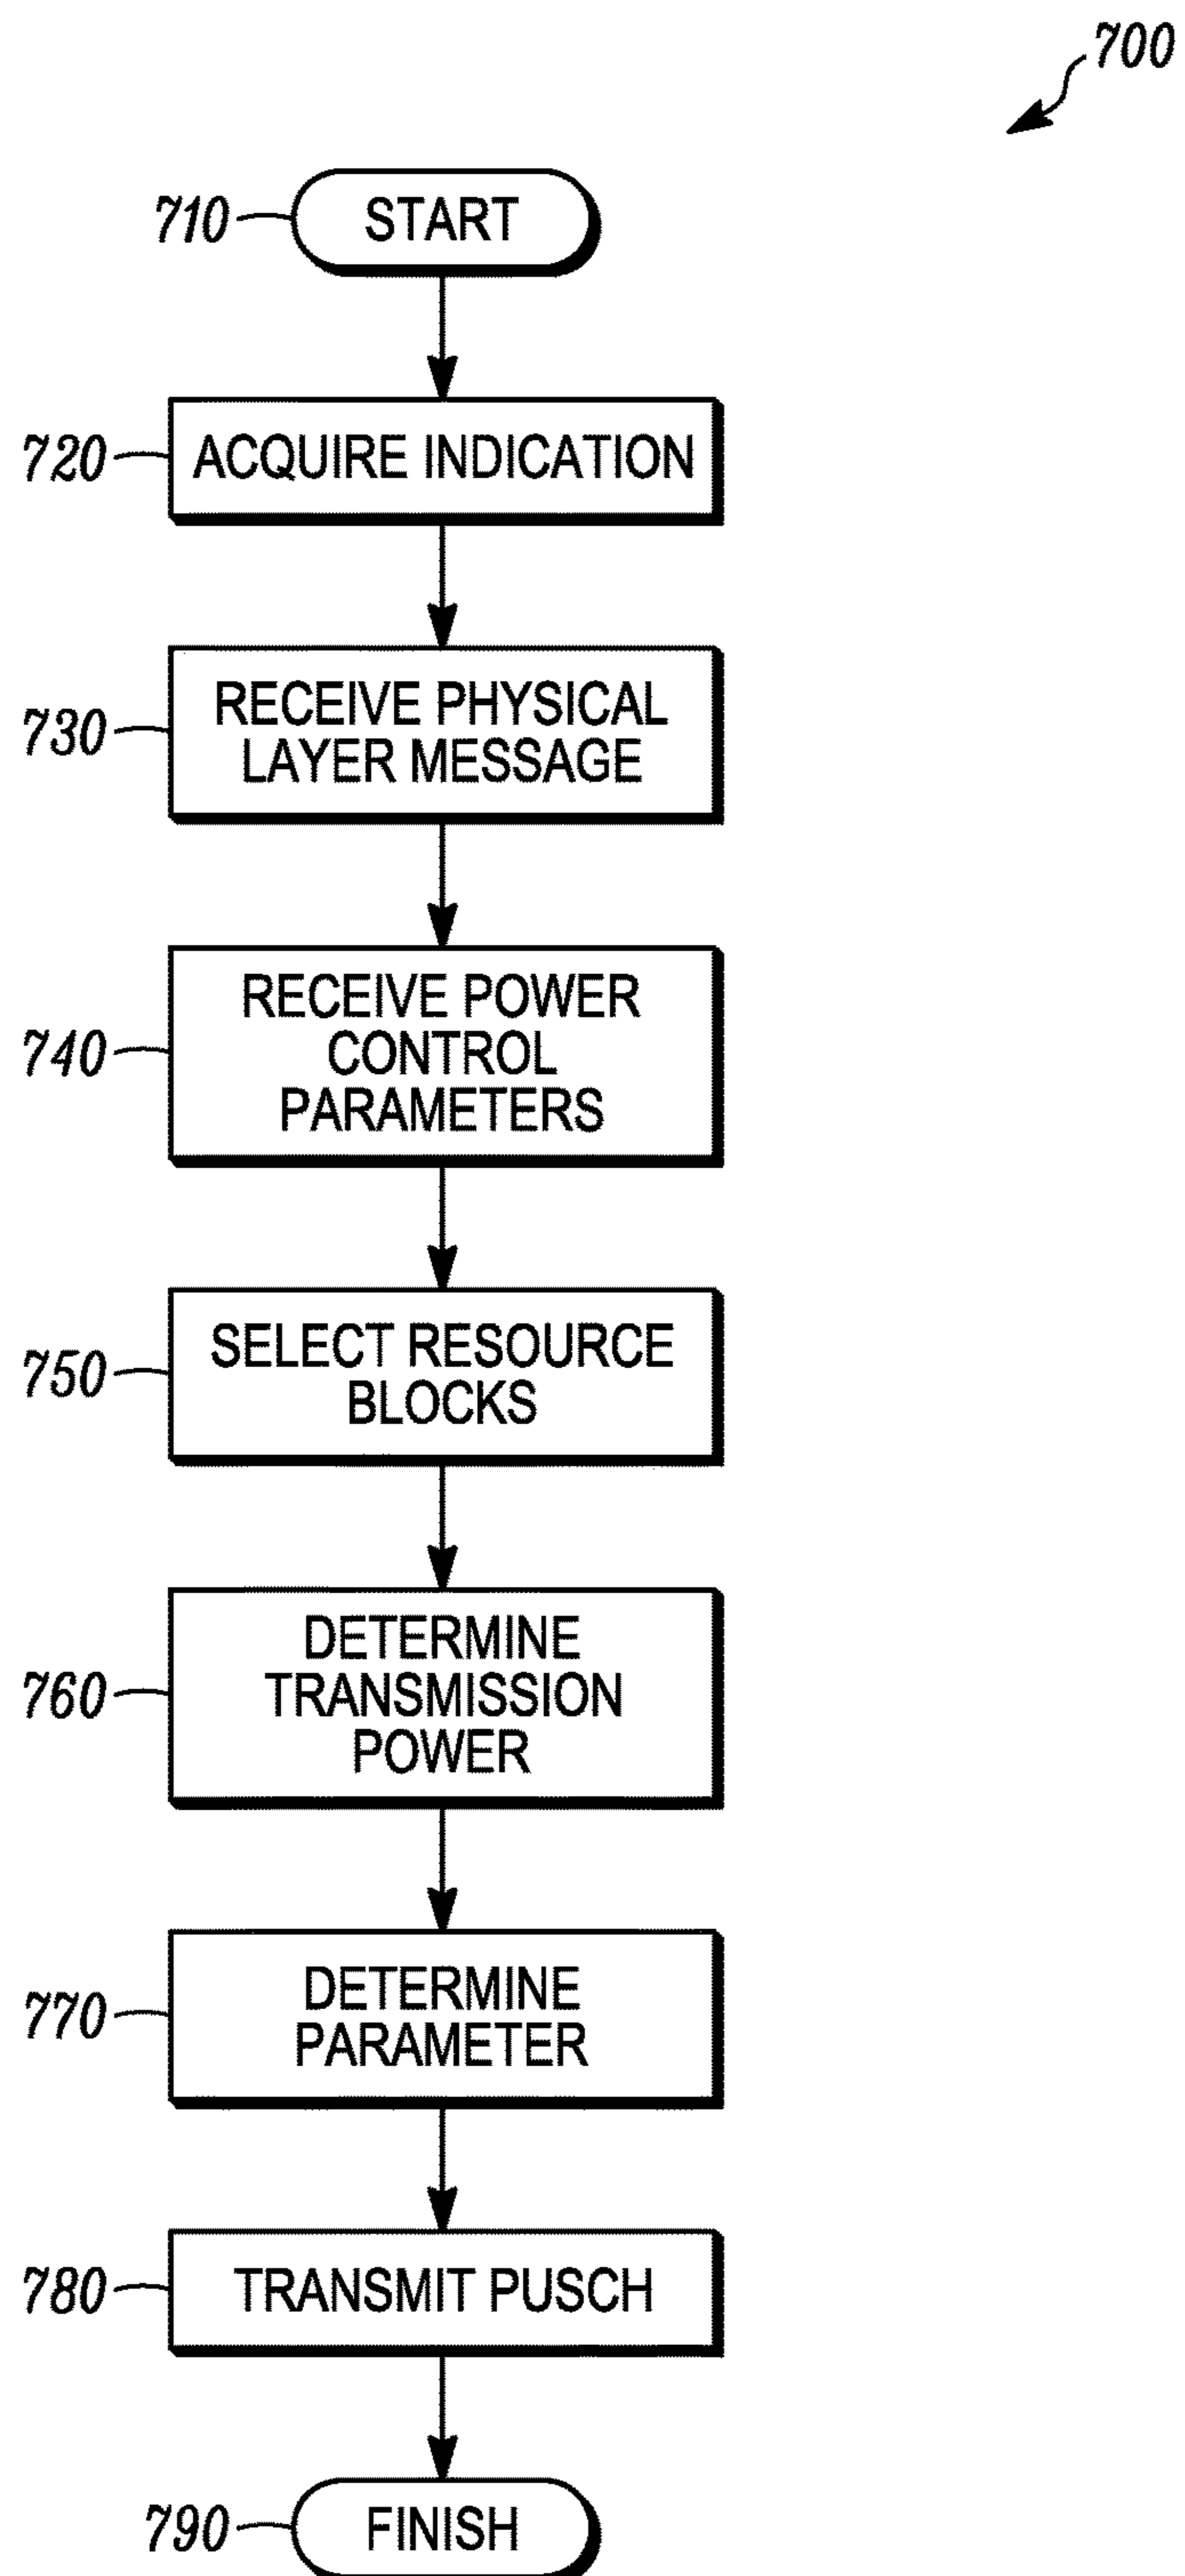 700
710
START
720
ACQUIRE INDICATION
730
RECEIVE PHYSICAL
LAYER MESSAGE
740
RECEIVE POWER
CONTROL
PARAMETERS
750
SELECT RESOURCE
BLOCKS
760
DETERMINE
TRANSMISSION
POWER
770
DETERMINE
PARAMETER
780
TRANSMIT PUSCH
790
FINISH